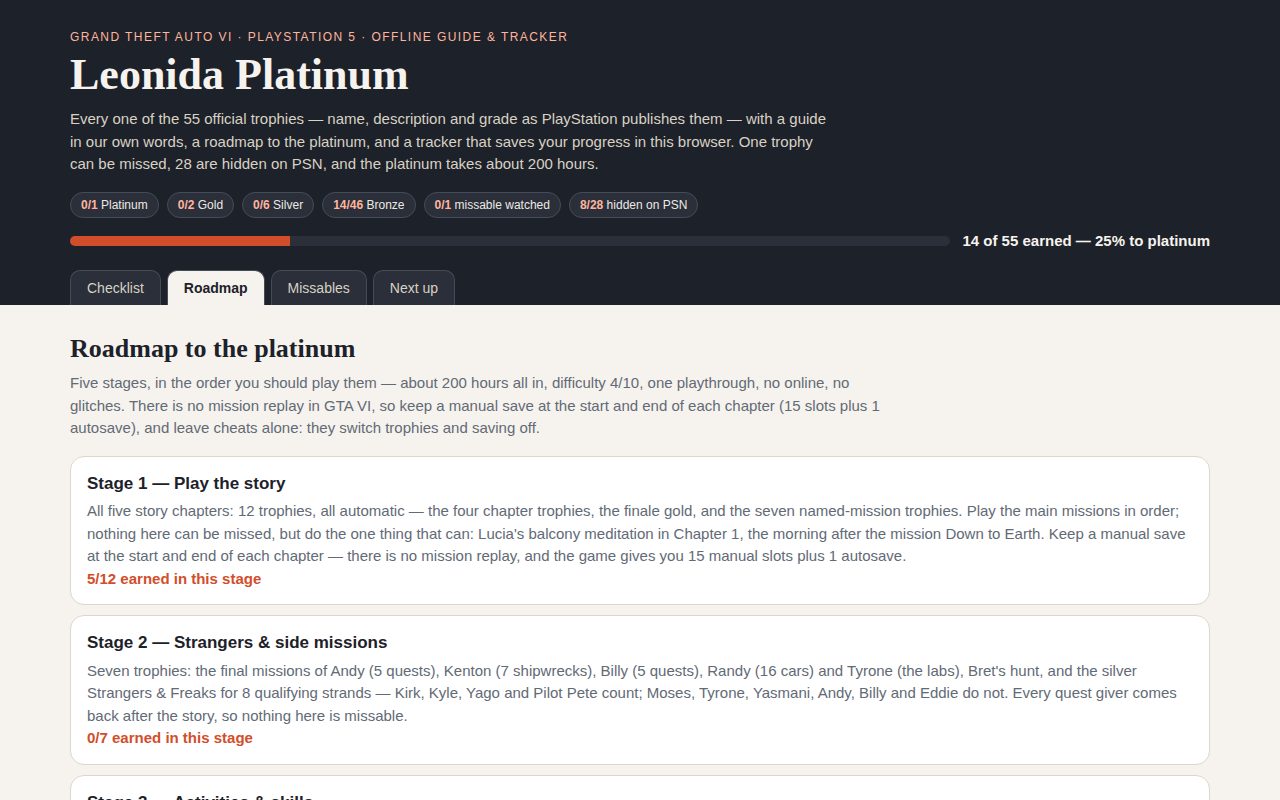 GRAND THEFT AUTO VI · PLAYSTATION 5 · OFFLINE GUIDE & TRACKER
Leonida Platinum
Every one of the 55 official trophies — name, description and grade as PlayStation publishes them — with a guide
in our own words, a roadmap to the platinum, and a tracker that saves your progress in this browser. One trophy
can be missed, 28 are hidden on PSN, and the platinum takes about 200 hours.
0/1 Platinum 0/2 Gold 0/6 Silver 14/46 Bronze 0/1 missable watched 8/28 hidden on PSN
14 of 55 earned — 25% to platinum
Checklist Roadmap Missables Next up
Roadmap to the platinum
Five stages, in the order you should play them — about 200 hours all in, difficulty 4/10, one playthrough, no online, no
glitches. There is no mission replay in GTA VI, so keep a manual save at the start and end of each chapter (15 slots plus 1
autosave), and leave cheats alone: they switch trophies and saving off.
Stage 1 — Play the story
All five story chapters: 12 trophies, all automatic — the four chapter trophies, the finale gold, and the seven named-mission trophies. Play the main missions in order;
nothing here can be missed, but do the one thing that can: Lucia's balcony meditation in Chapter 1, the morning after the mission Down to Earth. Keep a manual save
at the start and end of each chapter — there is no mission replay, and the game gives you 15 manual slots plus 1 autosave.
5/12 earned in this stage
Stage 2 — Strangers & side missions
Seven trophies: the final missions of Andy (5 quests), Kenton (7 shipwrecks), Billy (5 quests), Randy (16 cars) and Tyrone (the labs), Bret's hunt, and the silver
Strangers & Freaks for 8 qualifying strands — Kirk, Kyle, Yago and Pilot Pete count; Moses, Tyrone, Yasmani, Andy, Billy and Eddie do not. Every quest giver comes
back after the story, so nothing here is missable.
0/7 earned in this stage
Stage 3 — Activities & skills